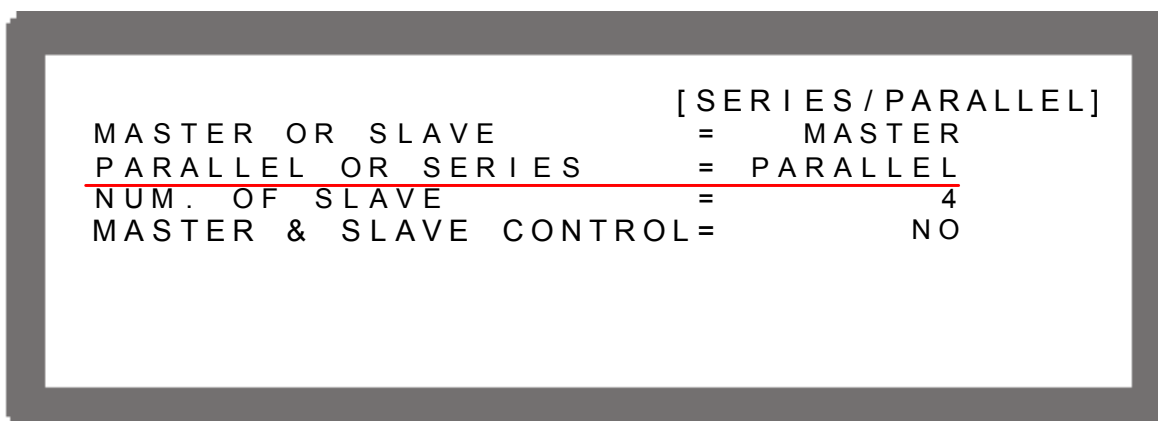 [SERIES/PARALLEL]
MASTER OR SLAVE = MASTER
PARALLEL OR SERIES = PARALLEL
NUM. OF SLAVE = 4
MASTER & SLAVE CONTROL= NO